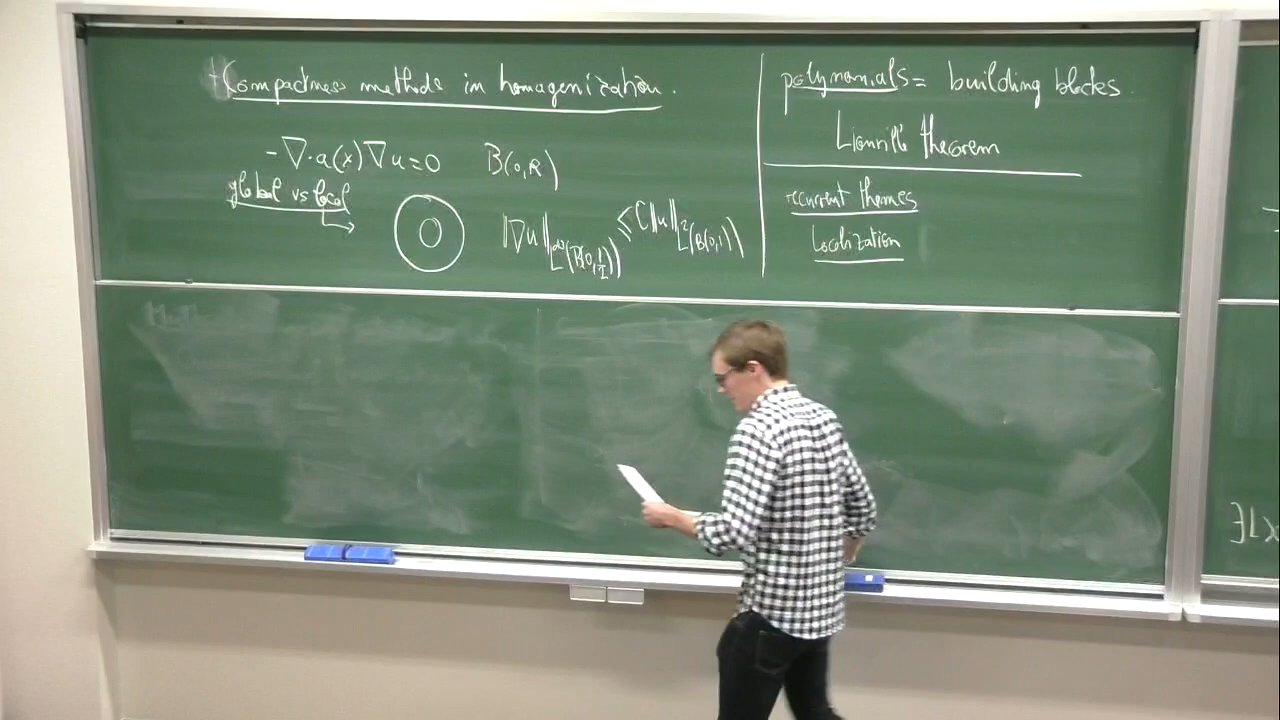 Compactness methods in homogenization.
-∇·a(x)∇u=0 B(0,R)
global vs local
‖∇u‖_{L^∞(B(0,1/2))} ≤ C‖u‖_{L^2(B(0,1))}
polynomials = building blocks.
Liouville theorem
recurrent themes
Localization